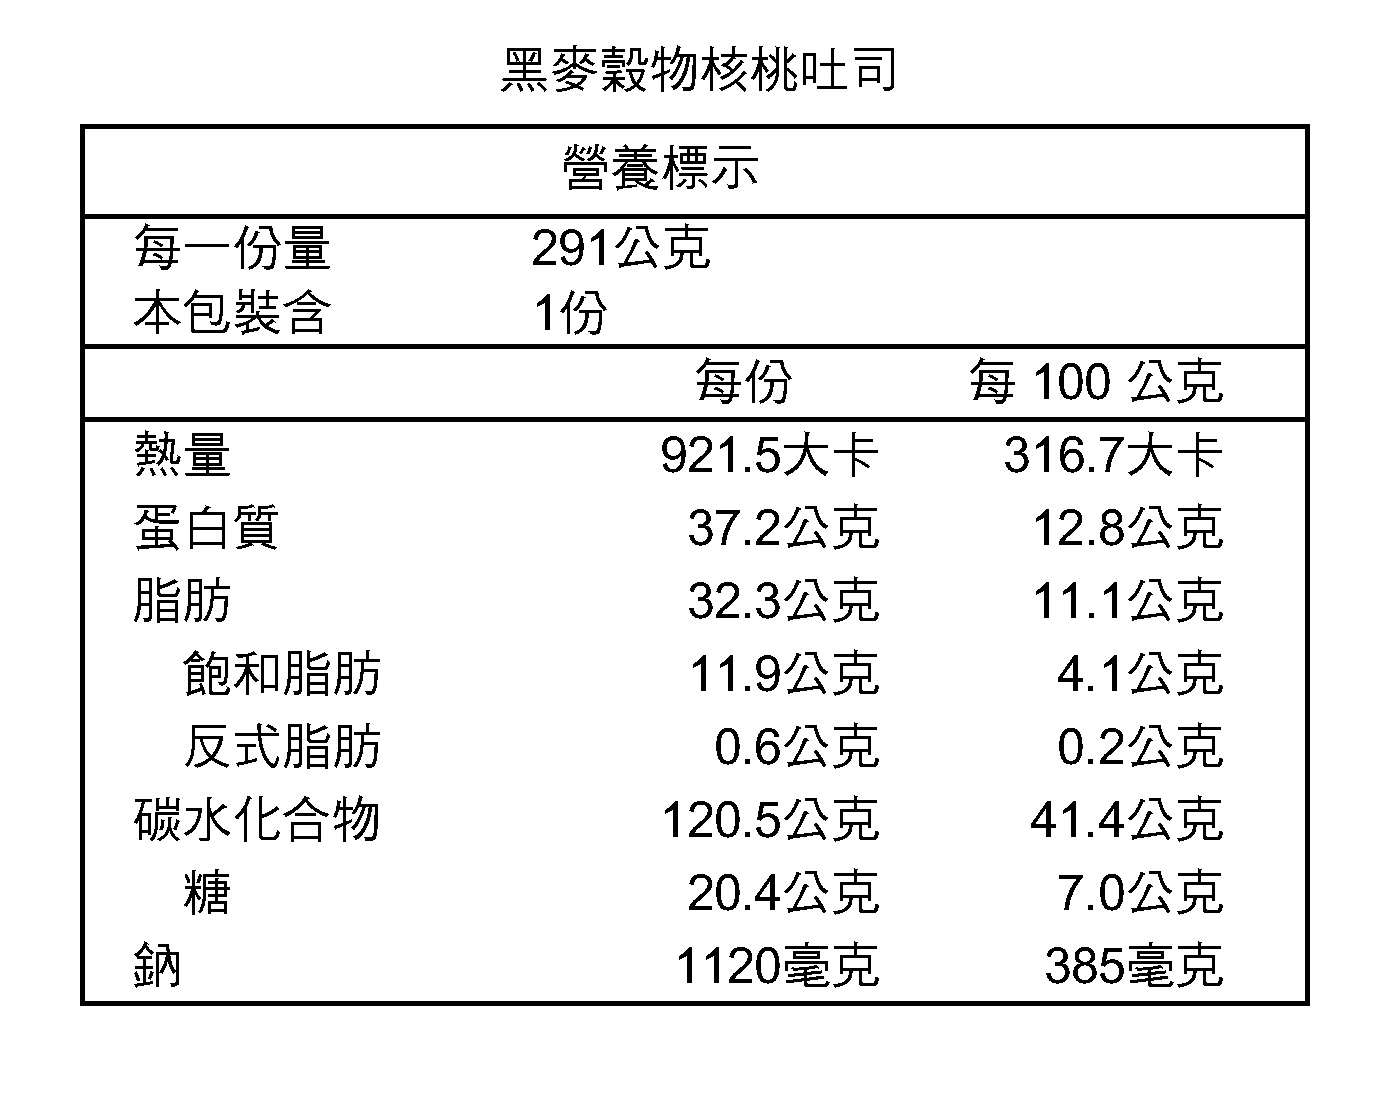 黑麥穀物核桃吐司
營養標示
每一份量 291公克
本包裝含 1份
每份 每 100 公克
熱量 921.5大卡 316.7大卡
蛋白質 37.2公克 12.8公克
脂肪 32.3公克 11.1公克
飽和脂肪 11.9公克 4.1公克
反式脂肪 0.6公克 0.2公克
碳水化合物 120.5公克 41.4公克
糖 20.4公克 7.0公克
鈉 1120毫克 385毫克